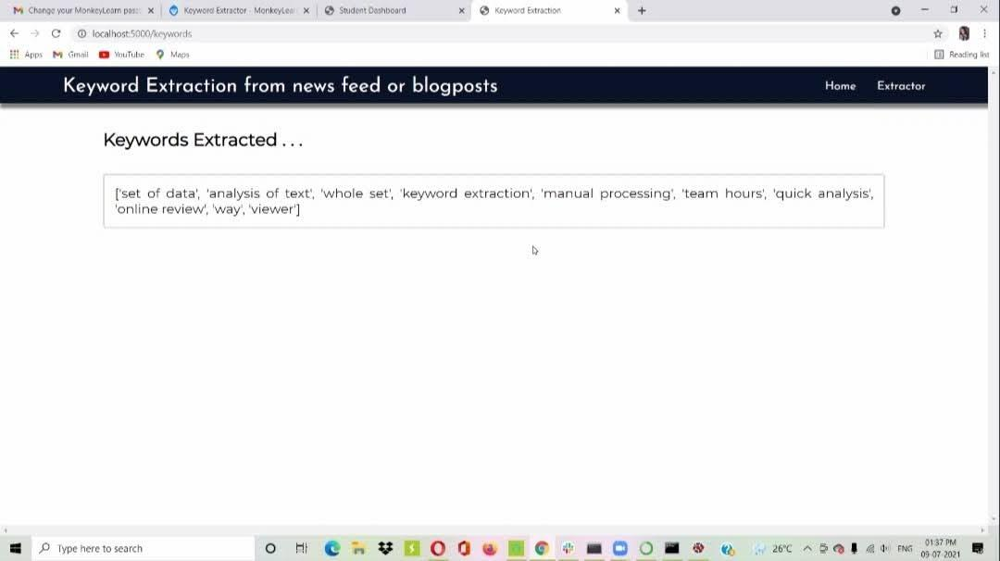 Change your MonkeyLearn pass
Keyword Extractor - MonkeyLear
Student Dashboard
Keyword Extraction
localhost:5000/keywords
Apps
Gmail
YouTube
Maps
Reading list
Keyword Extraction from news feed or blogposts
Home
Extractor
Keywords Extracted . . .
['set of data', 'analysis of text', 'whole set', 'keyword extraction', 'manual processing', 'team hours', 'quick analysis',
'online review', 'way', 'viewer']
Type here to search
26°C
ENG
01:37 PM
09-07-2021